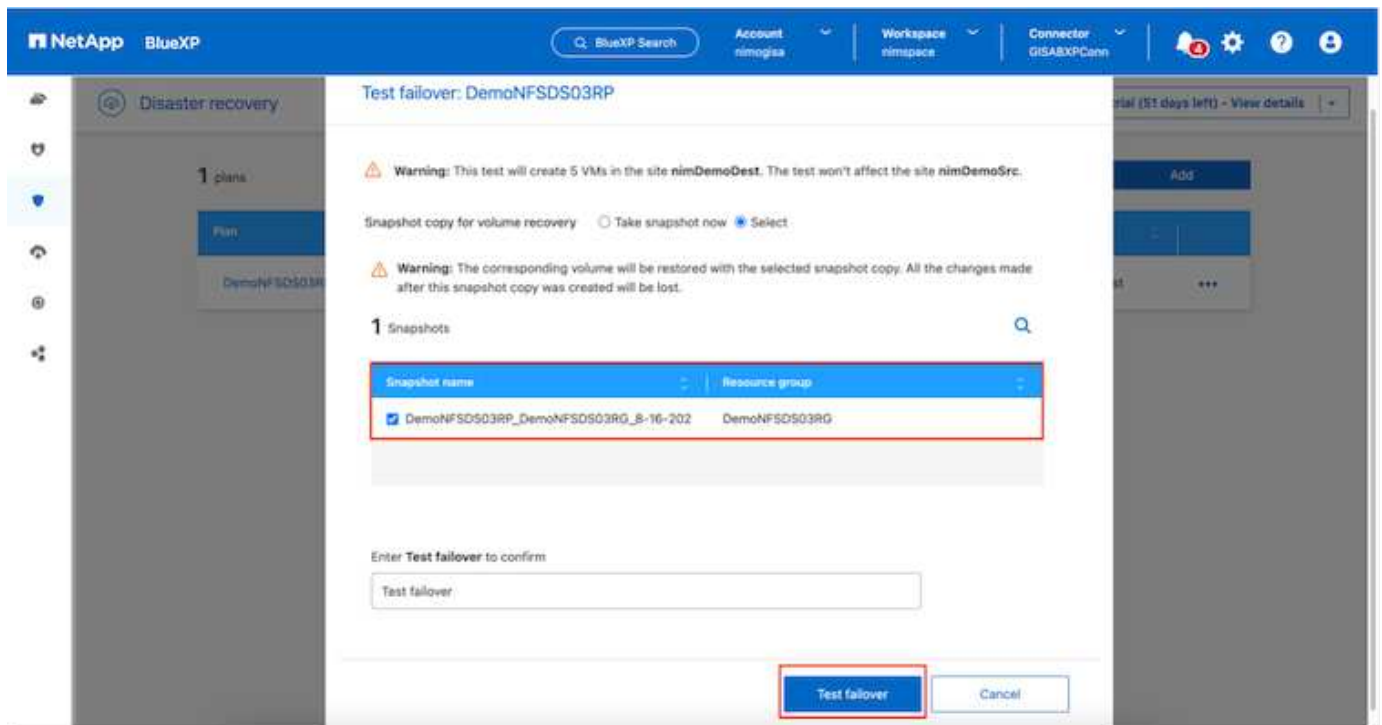 NetApp BlueXP
BlueXP Search
Account
nimogisa
Workspace
nimspace
Connector
GISABXPConn
4
Disaster recovery
Test failover: DemoNFSDS03RP
rial (51 days left) - View details
1 plans
Add
Plan
DemoNFSDS03R
st
Warning: This test will create 5 VMs in the site nimDemoDest. The test won't affect the site nimDemoSrc.
Snapshot copy for volume recovery Take snapshot now Select
Warning: The corresponding volume will be restored with the selected snapshot copy. All the changes made
after this snapshot copy was created will be lost.
1 Snapshots
Snapshot name Resource group
DemoNFSDS03RP_DemoNFSDS03RG_8-16-202 DemoNFSDS03RG
Enter Test failover to confirm
Test failover
Test failover Cancel